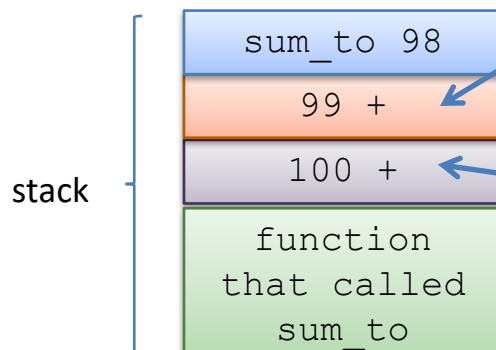 sum_to 98
99 +
100 +
stack
function
that called
sum_to